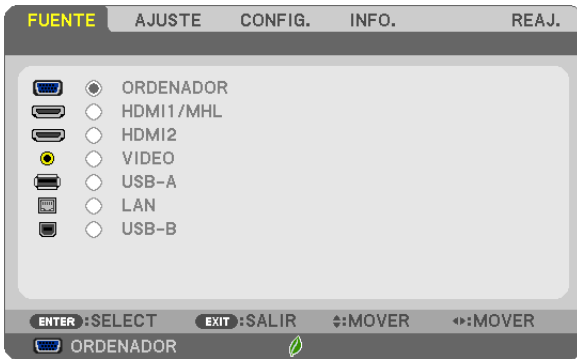 FUENTE AJUSTE CONFIG. INFO. REAJ.
ORDENADOR
HDMI1/MHL
HDMI2
VIDEO
USB-A
LAN
USB-B
ENTER :SELECT EXIT :SALIR :MOVER :MOVER
ORDENADOR